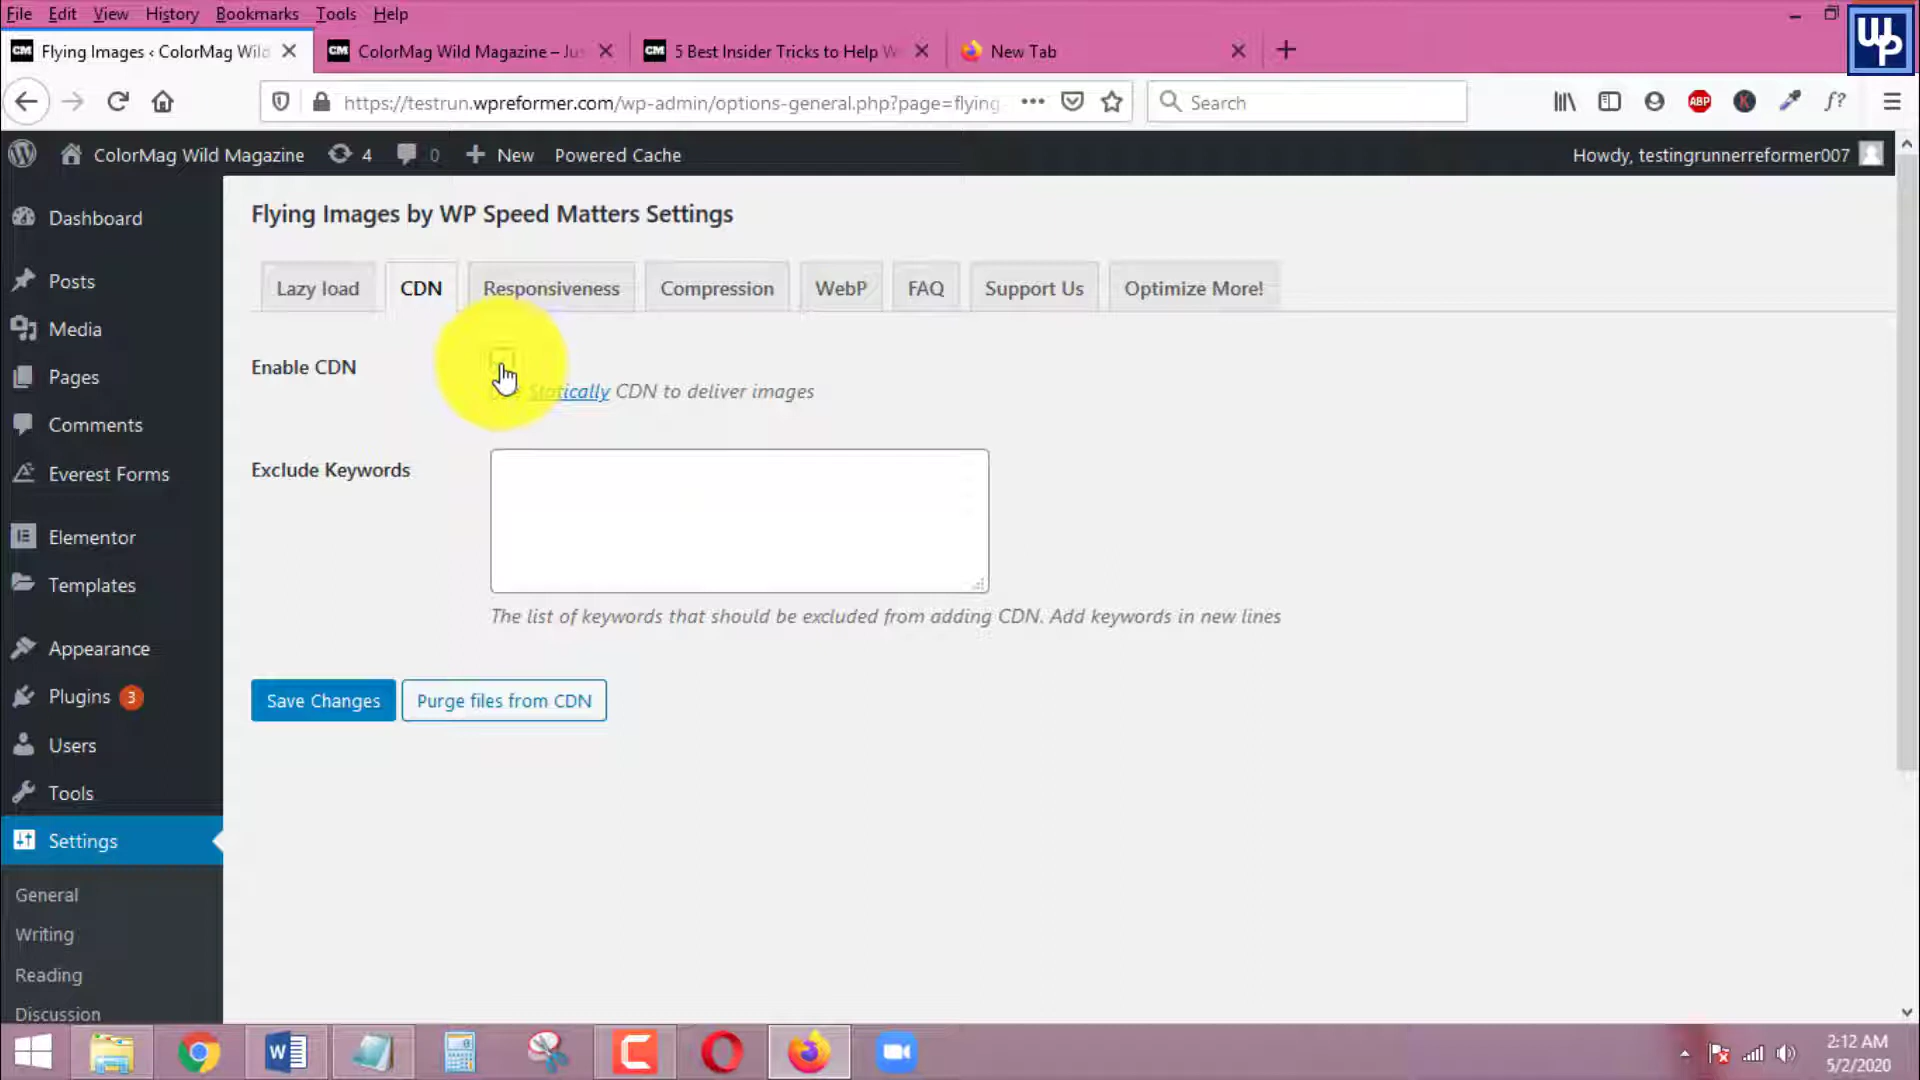 File Edit View History Bookmarks Tools Help
Flying Images ‹ ColorMag Wild
ColorMag Wild Magazine – Jus
5 Best Insider Tricks to Help W
New Tab
https://testrun.wpreformer.com/wp-admin/options-general.php?page=flying
Search
ABP
ColorMag Wild Magazine 4 0 New Powered Cache
Howdy, testingrunnerreformer007
Dashboard
Posts
Media
Pages
Comments
Everest Forms
Elementor
Templates
Appearance
Plugins 3
Users
Tools
Settings
General
Writing
Reading
Discussion
Flying Images by WP Speed Matters Settings
Lazy load CDN Responsiveness Compression WebP FAQ Support Us Optimize More!
Enable CDN
Statically CDN to deliver images
Exclude Keywords
The list of keywords that should be excluded from adding CDN. Add keywords in new lines
Save Changes Purge files from CDN
2:12 AM
5/2/2020